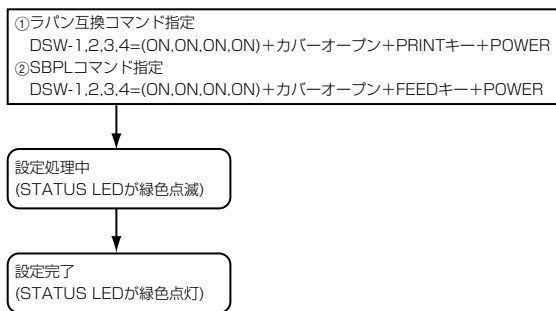 ①ラパン互換コマンド指定
DSW-1,2,3,4=(ON,ON,ON,ON)+カバーオープン+PRINTキー+POWER
②SBPLコマンド指定
DSW-1,2,3,4=(ON,ON,ON,ON)+カバーオープン+FEEDキー+POWER
設定処理中
(STATUS LEDが緑色点滅)
設定完了
(STATUS LEDが緑色点灯)